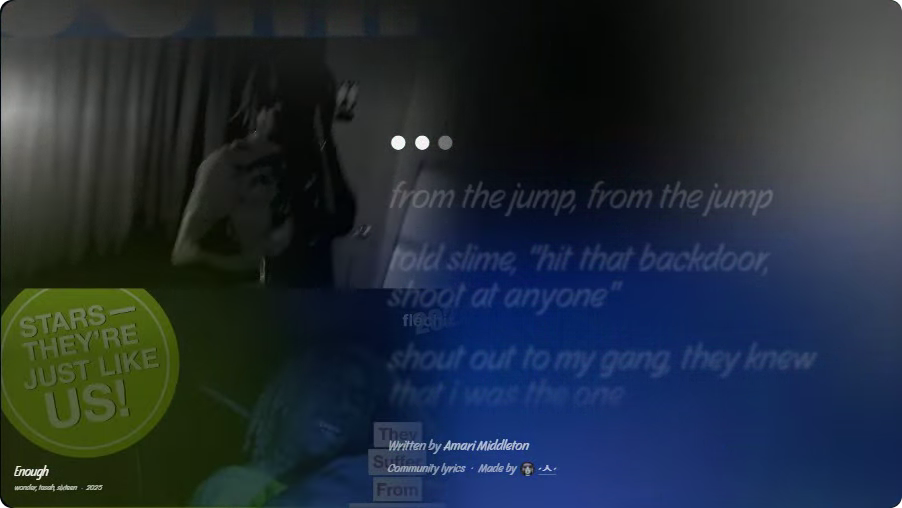 from the jump, from the jump
told slime, "hit that backdoor,
shoot at anyone"
shout out to my gang, they knew
that i was the one
Written by Amari Middleton
Community lyrics · Made by
STARS—
THEY'RE
JUST LIKE
US!
They
Suffer
From
Enough
wonder, tasah, sixteen · 2025